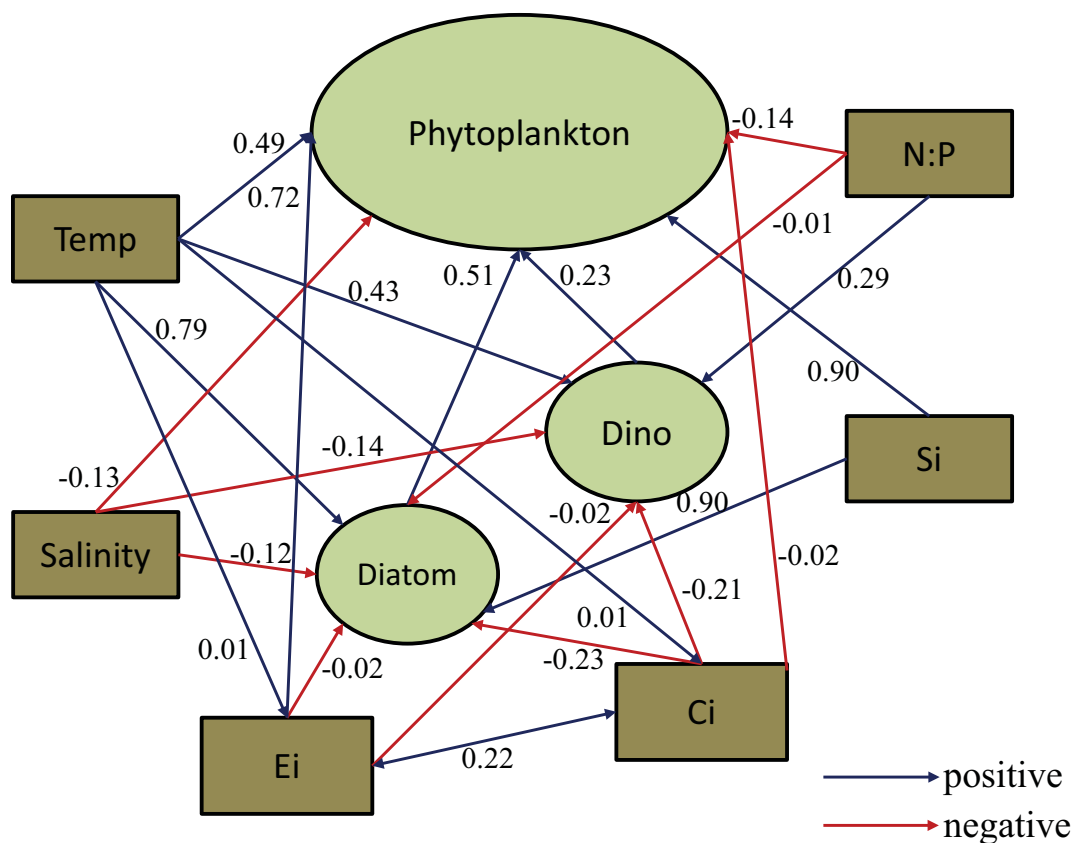 Phytoplankton
-0.14
N:P
0.49
0.72
Temp
-0.01
0.51
0.23
0.29
0.43
0.79
0.90
Dino
Si
-0.14
-0.13
0.90
-0.02
Salinity
-0.12
Diatom
-0.02
-0.21
0.01
0.01
-0.23
-0.02
Ci
Ei
0.22
positive
negative